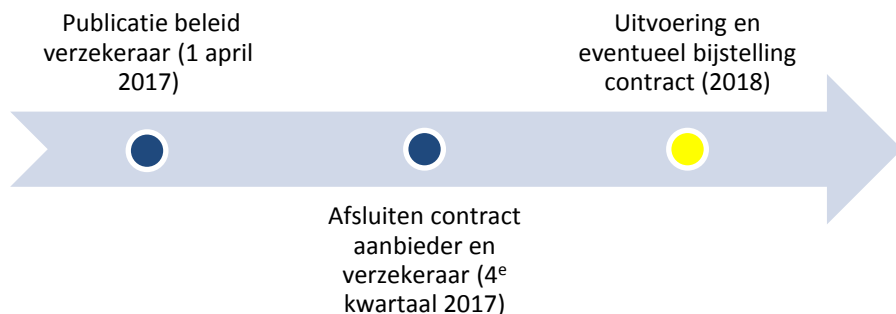 Publicatie beleid
verzekeraar (1 april
2017)
Afsluiten contract
aanbieder en
verzekeraar (4e
kwartaal 2017)
Uitvoering en
eventueel bijstelling
contract (2018)